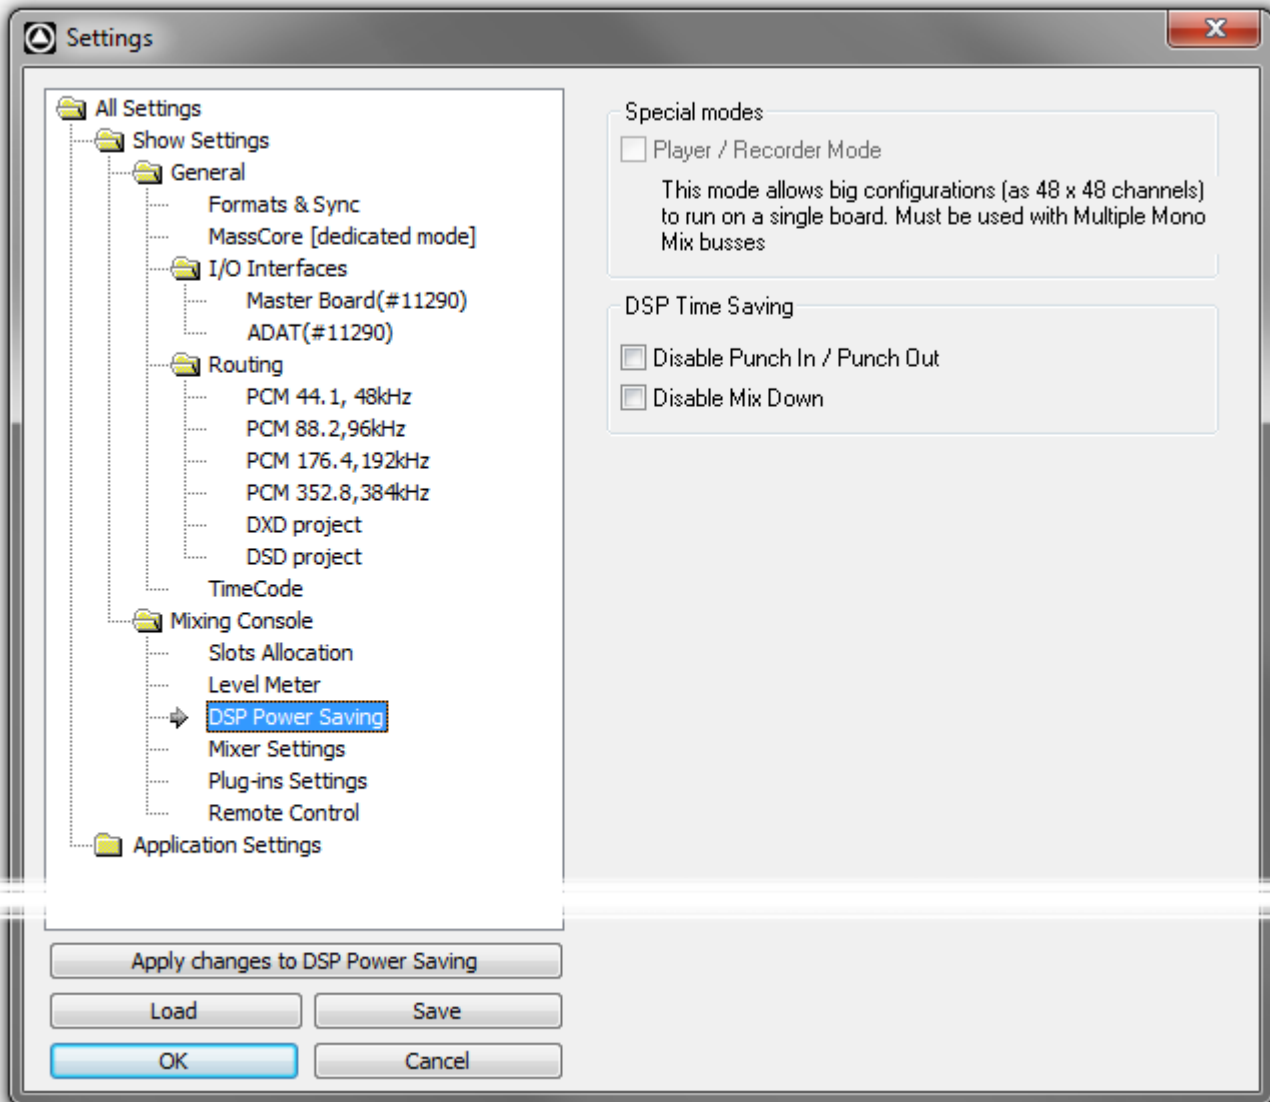 Settings
All Settings
Show Settings
General
Formats & Sync
MassCore [dedicated mode]
I/O Interfaces
Master Board(#11290)
ADAT(#11290)
Routing
PCM 44.1, 48kHz
PCM 88.2,96kHz
PCM 176.4,192kHz
PCM 352.8,384kHz
DXD project
DSD project
TimeCode
Mixing Console
Slots Allocation
Level Meter
DSP Power Saving
Mixer Settings
Plug-ins Settings
Remote Control
Application Settings
Apply changes to DSP Power Saving
Load
Save
OK
Cancel
Special modes
Player / Recorder Mode
This mode allows big configurations (as 48 x 48 channels)
to run on a single board. Must be used with Multiple Mono
Mix busses
DSP Time Saving
Disable Punch In / Punch Out
Disable Mix Down